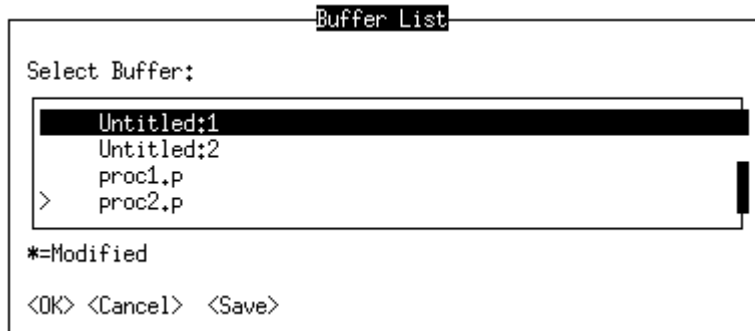 Buffer List
Select Buffer:
Untitled:1
Untitled:2
proc1.p
> proc2.p
*=Modified
<OK> <Cancel> <Save>